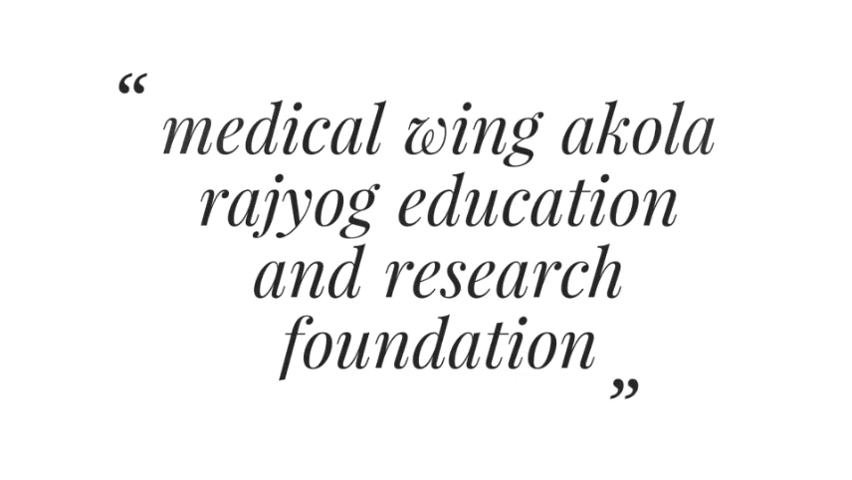 “ medical wing akola
rajyog education
and research
foundation ”